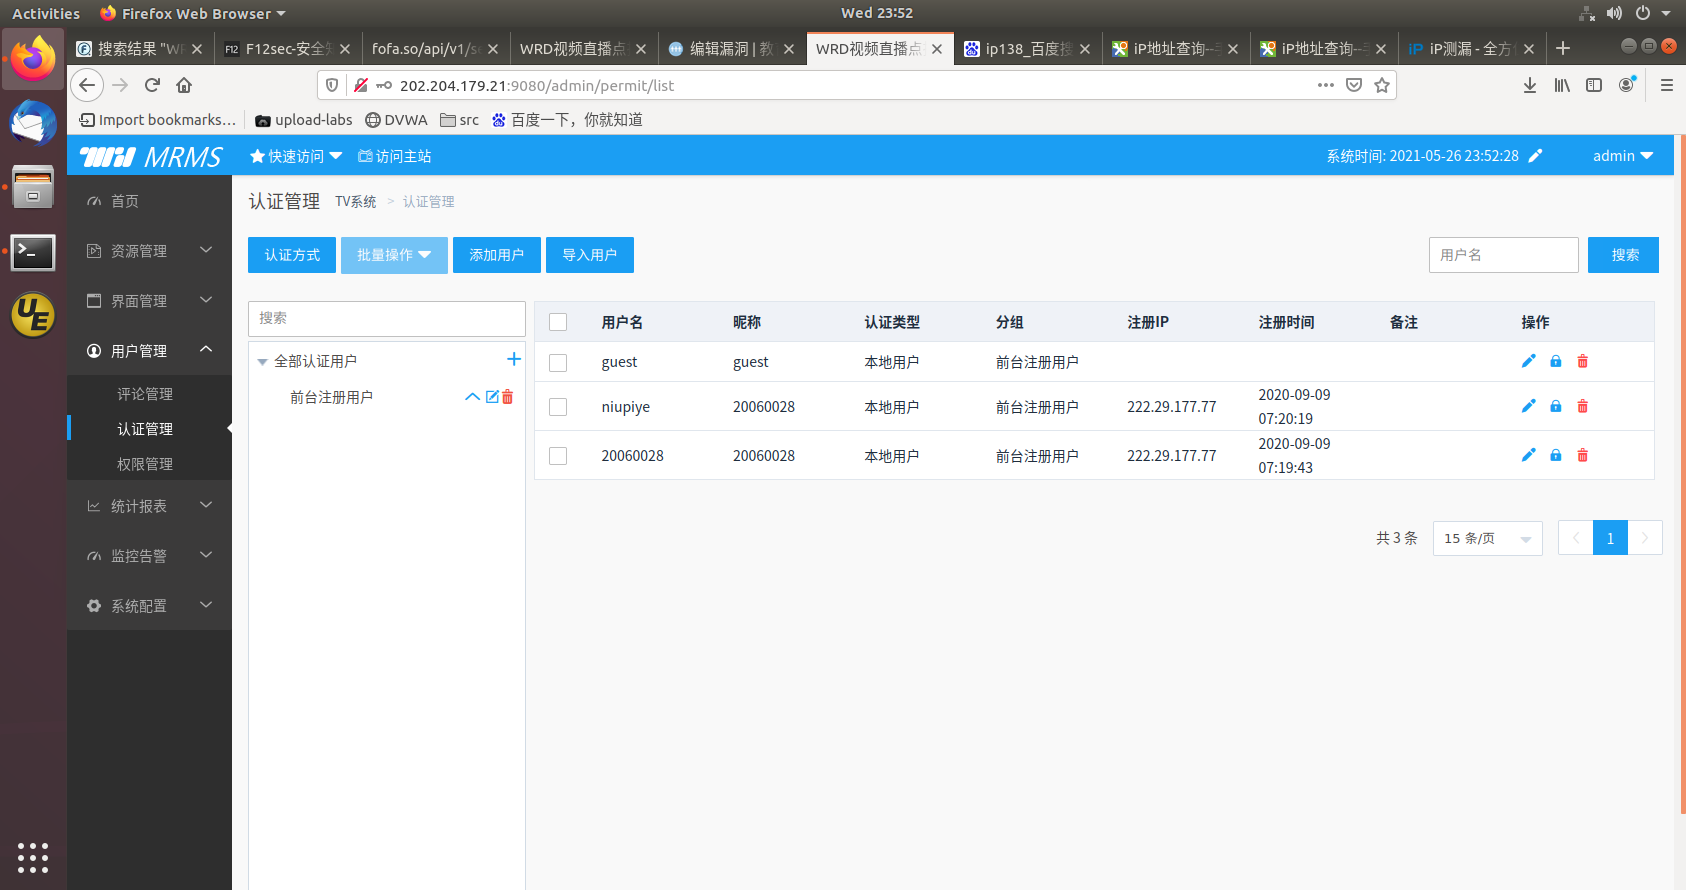 Activities
Firefox Web Browser
Wed 23:52
搜索结果 "W
F12sec-安全
fofa.so/api/v1/se
WRD视频直播点
编辑漏洞 | 教
WRD视频直播点
ip138_百度搜
iP地址查询--手
iP地址查询--手
iP测漏 - 全方位
202.204.179.21:9080/admin/permit/list
Import bookmarks…
upload-labs
DVWA
src
百度一下，你就知道
MRMS
快速访问
访问主站
系统时间: 2021-05-26 23:52:28
admin
首页
资源管理
界面管理
用户管理
评论管理
认证管理
权限管理
统计报表
监控告警
系统配置
认证管理 TV系统 > 认证管理
认证方式
批量操作
添加用户
导入用户
用户名
搜索
搜索
全部认证用户
前台注册用户
用户名 昵称 认证类型 分组 注册IP 注册时间 备注 操作
guest guest 本地用户 前台注册用户
niupiye 20060028 本地用户 前台注册用户 222.29.177.77 2020-09-09
07:20:19
20060028 20060028 本地用户 前台注册用户 222.29.177.77 2020-09-09
07:19:43
共 3 条
15 条/页
1